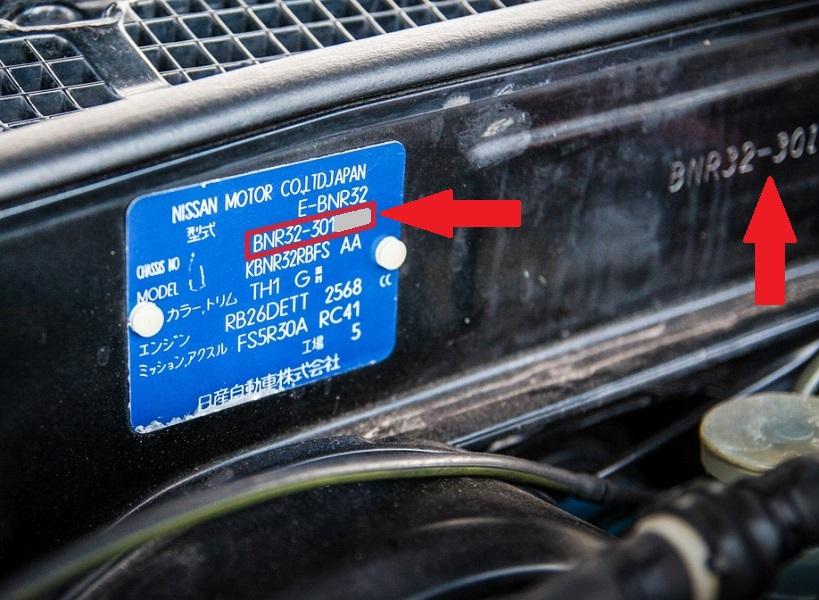 NISSAN MOTOR CO.,LTD.JAPAN
型式 E-BNR32
CHASSIS NO BNR32-301
MODEL KBNR32RBFS AA
カラー,トリム TH1 G
エンジン RB26DETT 2568 cc
ミッション,アクスル FS5R30A RC41
工場 5
日産自動車株式会社
BNR32-301